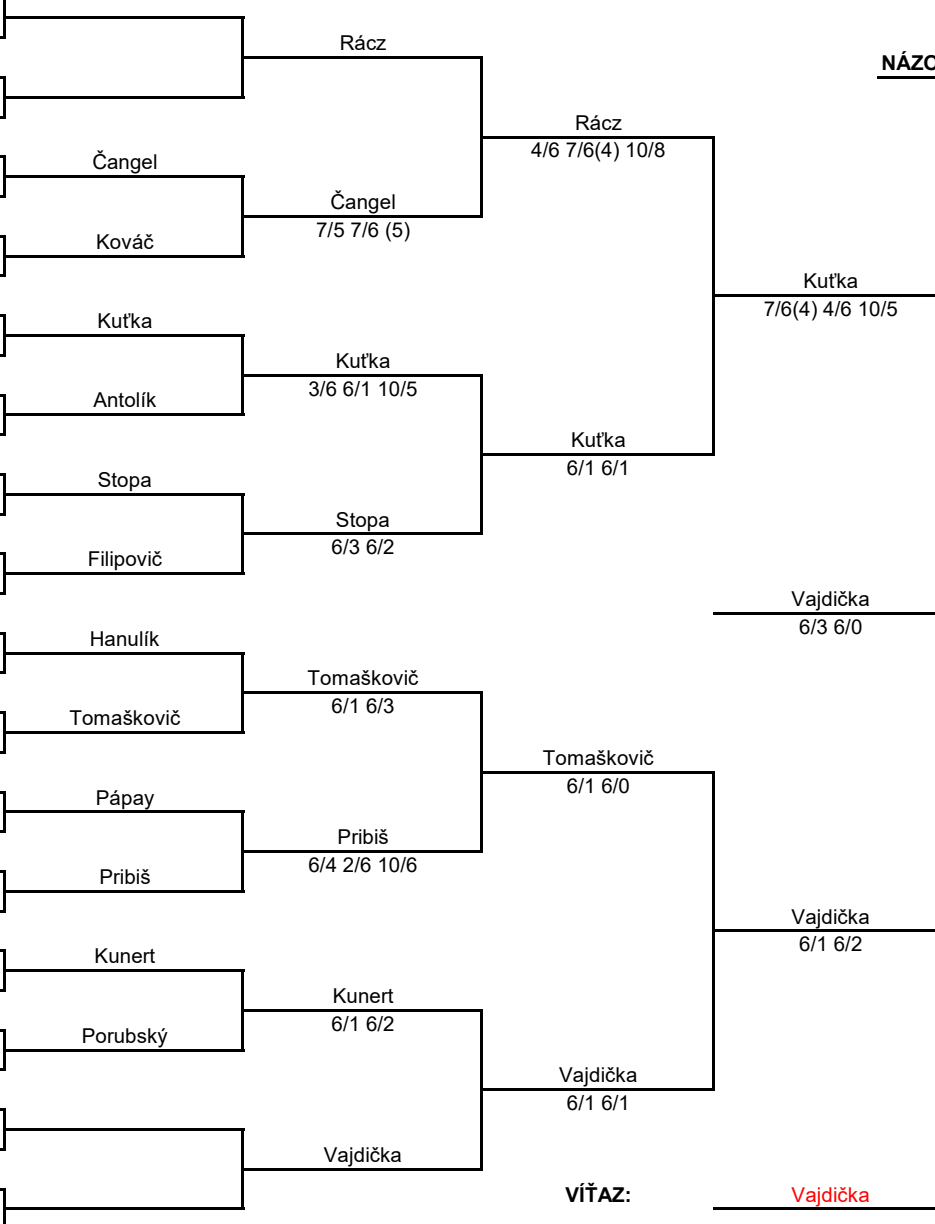 Rácz
NÁZO
Rácz
4/6 7/6(4) 10/8
Čangel
Čangel
7/5 7/6 (5)
Kováč
Kuťka
7/6(4) 4/6 10/5
Kuťka
Kuťka
3/6 6/1 10/5
Antolík
Kuťka
6/1 6/1
Stopa
Stopa
6/3 6/2
Filipovič
Vajdička
6/3 6/0
Hanulík
Tomaškovič
6/1 6/3
Tomaškovič
Tomaškovič
6/1 6/0
Pápay
Pribiš
6/4 2/6 10/6
Pribiš
Vajdička
6/1 6/2
Kunert
Kunert
6/1 6/2
Porubský
Vajdička
6/1 6/1
Vajdička
VÍŤAZ: Vajdička